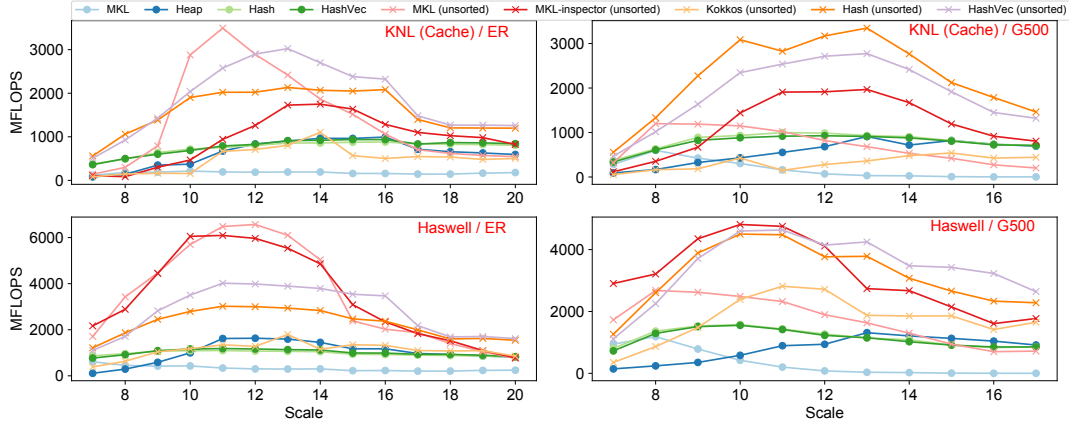 MKL Heap Hash HashVec MKL (unsorted) MKL-inspector (unsorted) Kokkos (unsorted) Hash (unsorted) HashVec (unsorted)
KNL (Cache) / ER
MFLOPS
3000
2000
1000
0
8 10 12 14 16 18 20
KNL (Cache) / G500
MFLOPS
3000
2000
1000
0
8 10 12 14 16
Haswell / ER
MFLOPS
6000
4000
2000
0
8 10 12 14 16 18 20
Scale
Haswell / G500
MFLOPS
4000
2000
0
8 10 12 14 16
Scale